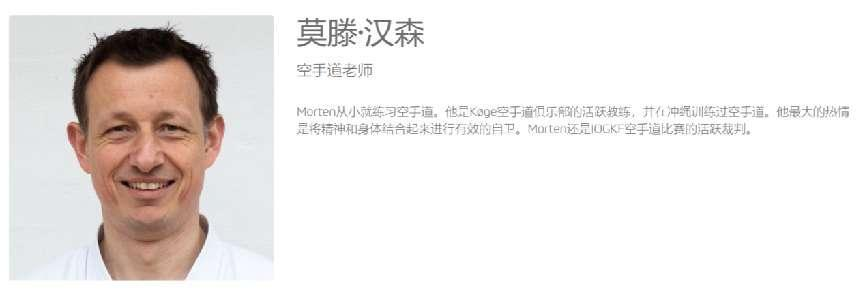 莫滕·汉森
空手道老师
Morten从小就练习空手道。他是Køge空手道俱乐部的活跃教练，并在冲绳训练过空手道。他最大的热情
是将精神和身体结合起来进行有效的自卫。Morten还是IOGKF空手道比赛的活跃裁判。